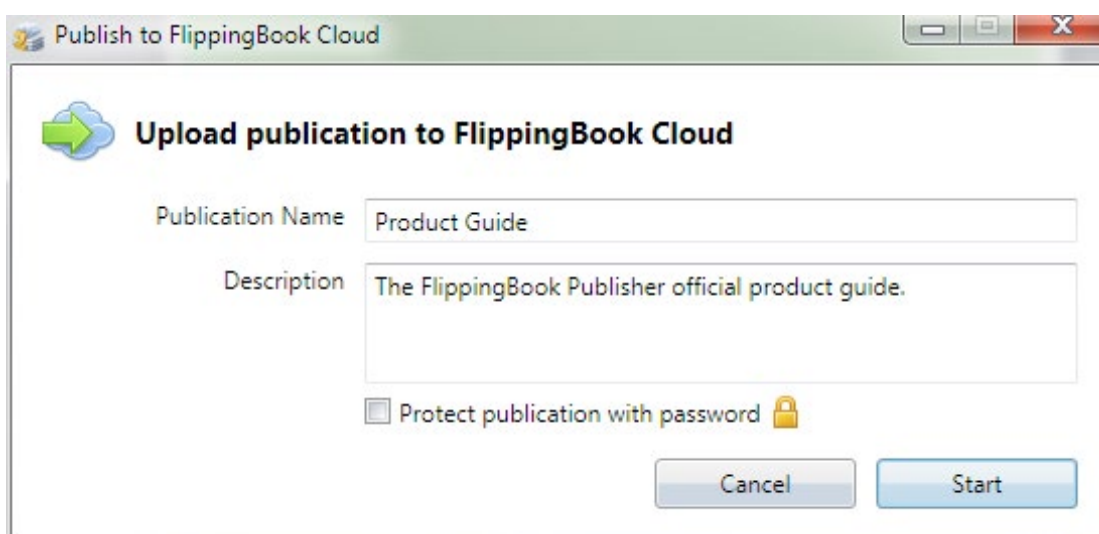 Publish to FlippingBook Cloud
Upload publication to FlippingBook Cloud
Publication Name
Product Guide
Description
The FlippingBook Publisher official product guide.
Protect publication with password
Cancel
Start